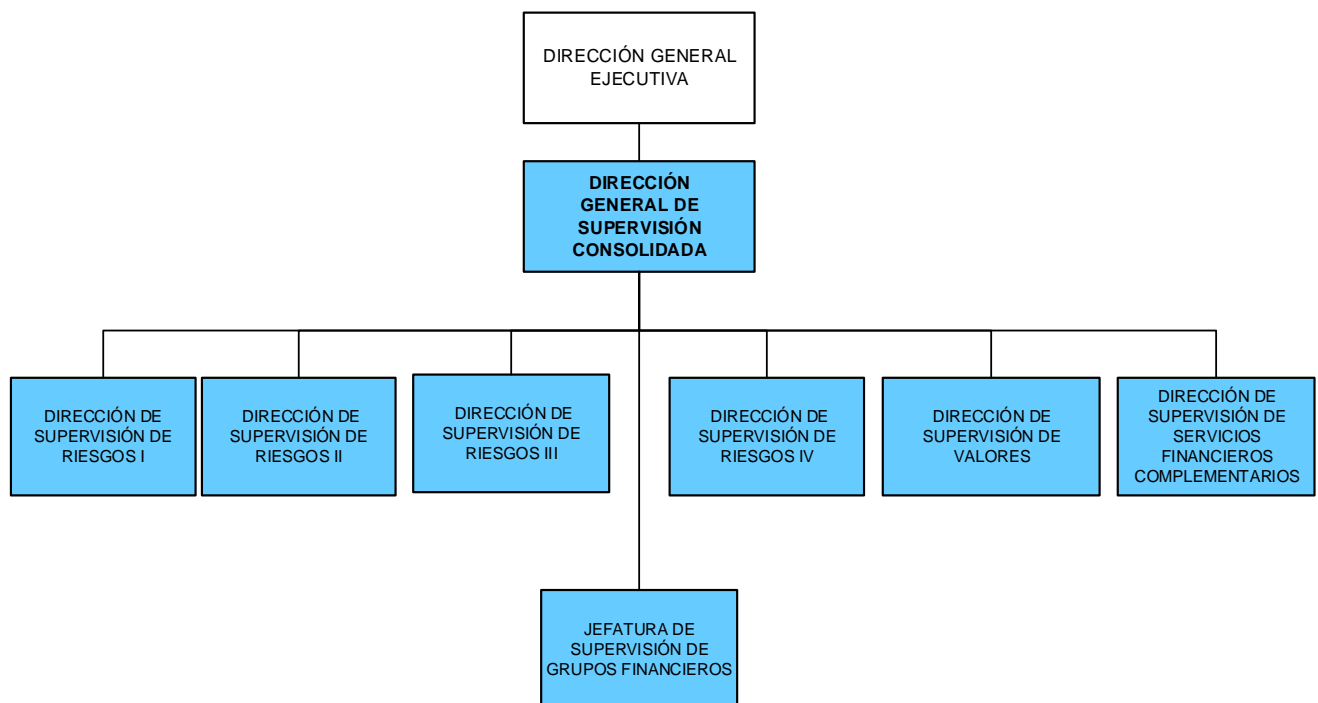 DIRECCIÓN GENERAL
EJECUTIVA
DIRECCIÓN
GENERAL DE
SUPERVISIÓN
CONSOLIDADA
DIRECCIÓN DE
SUPERVISIÓN DE
RIESGOS I
DIRECCIÓN DE
SUPERVISIÓN DE
RIESGOS II
DIRECCIÓN DE
SUPERVISIÓN DE
RIESGOS III
DIRECCIÓN DE
SUPERVISIÓN DE
RIESGOS IV
DIRECCIÓN DE
SUPERVISIÓN DE
VALORES
DIRECCIÓN DE
SUPERVISIÓN DE
SERVICIOS
FINANCIEROS
COMPLEMENTARIOS
JEFATURA DE
SUPERVISIÓN DE
GRUPOS FINANCIEROS